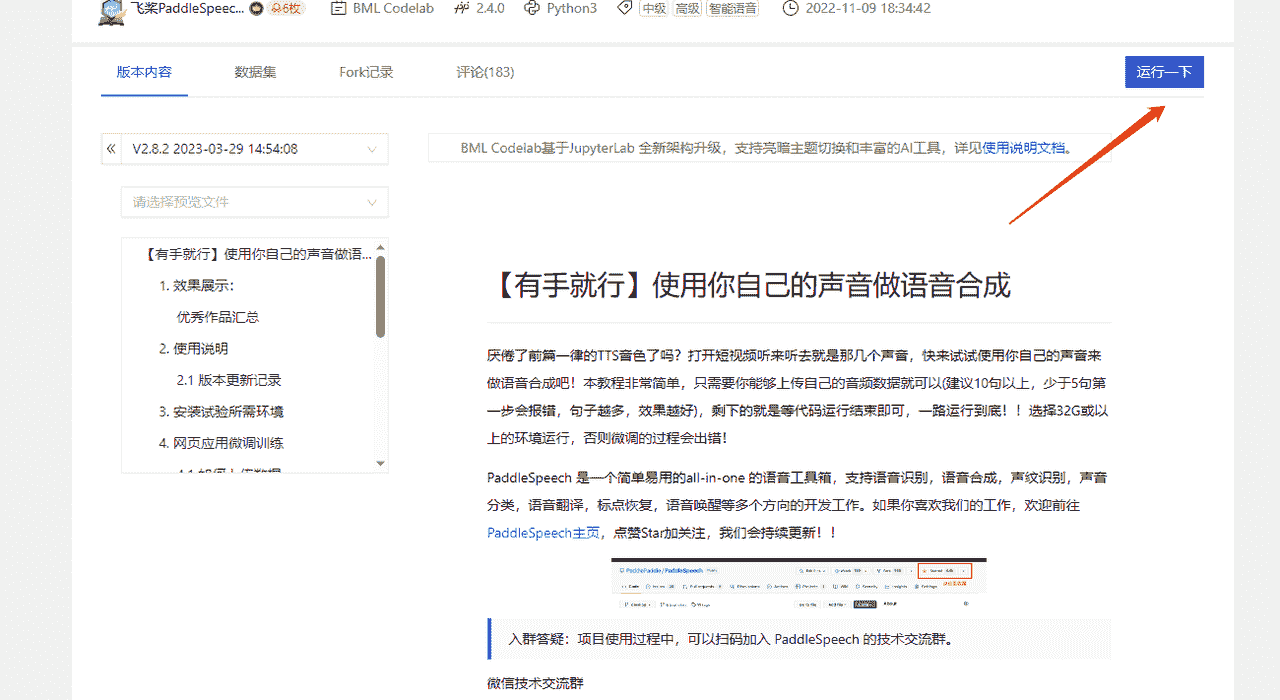 飞桨PaddleSpeec... 6枚 BML Codelab 2.4.0 Python3 中级 高级 智能语音 2022-11-09 18:34:42
版本内容 数据集 Fork记录 评论(183) 运行一下
V2.8.2 2023-03-29 14:54:08
BML Codelab基于JupyterLab 全新架构升级，支持亮暗主题切换和丰富的AI工具，详见使用说明文档。
请选择预览文件
【有手就行】使用你自己的声音做语...
1. 效果展示:
优秀作品汇总
2. 使用说明
2.1 版本更新记录
3. 安装试验所需环境
4. 网页应用微调训练
【有手就行】使用你自己的声音做语音合成
厌倦了前篇一律的TTS音色了吗？打开短视频听来听去就是那几个声音，快来试试使用你自己的声音来
做语音合成吧！本教程非常简单，只需要你能够上传自己的音频数据就可以(建议10句以上，少于5句第
一步会报错，句子越多，效果越好)，剩下的就是等代码运行结束即可，一路运行到底！！选择32G或以
上的环境运行，否则微调的过程会出错！
PaddleSpeech 是一个简单易用的all-in-one 的语音工具箱，支持语音识别，语音合成，声纹识别，声音
分类，语音翻译，标点恢复，语音唤醒等多个方向的开发工作。如果你喜欢我们的工作，欢迎前往
PaddleSpeech主页，点赞Star加关注，我们会持续更新！！
PaddlePaddle / PaddleSpeech
入群答疑：项目使用过程中，可以扫码加入 PaddleSpeech 的技术交流群。
微信技术交流群